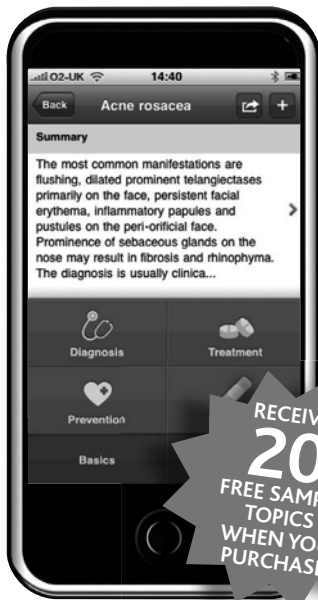 O2-UK 14:40
Back Acne rosacea +
Summary
The most common manifestations are
flushing, dilated prominent telangiectases
primarily on the face, persistent facial
erythema, inflammatory papules and
pustules on the peri-orificial face.
Prominence of sebaceous glands on the
nose may result in fibrosis and rhinophyma.
The diagnosis is usually clinica...
Diagnosis Treatment
Prevention
Basics
RECEIV
20
FREE SAMP
TOPICS
WHEN YOU
PURCHAS